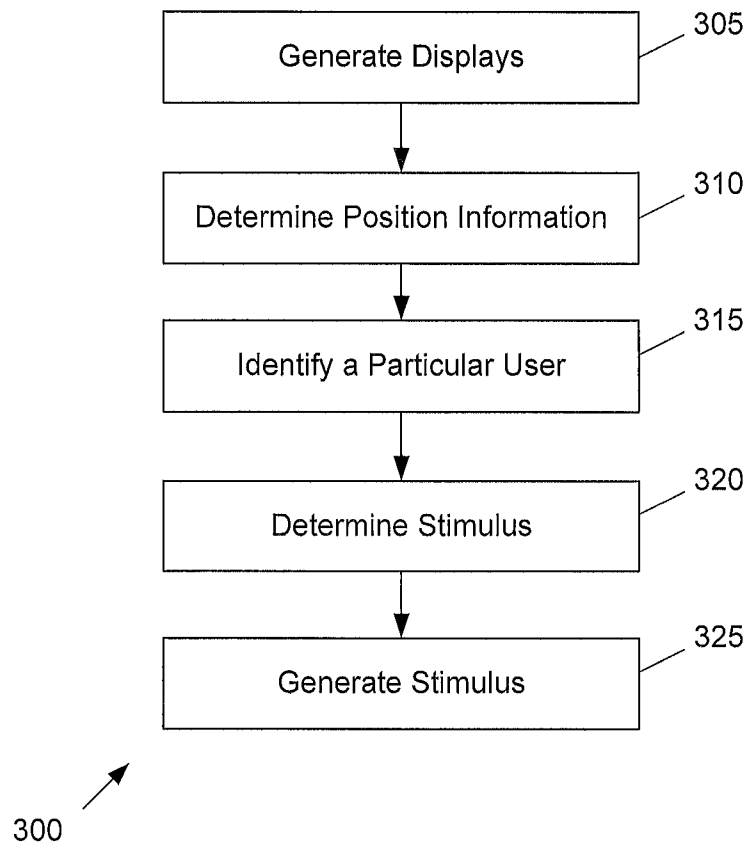 305
Generate Displays
310
Determine Position Information
315
Identify a Particular User
320
Determine Stimulus
325
Generate Stimulus
300